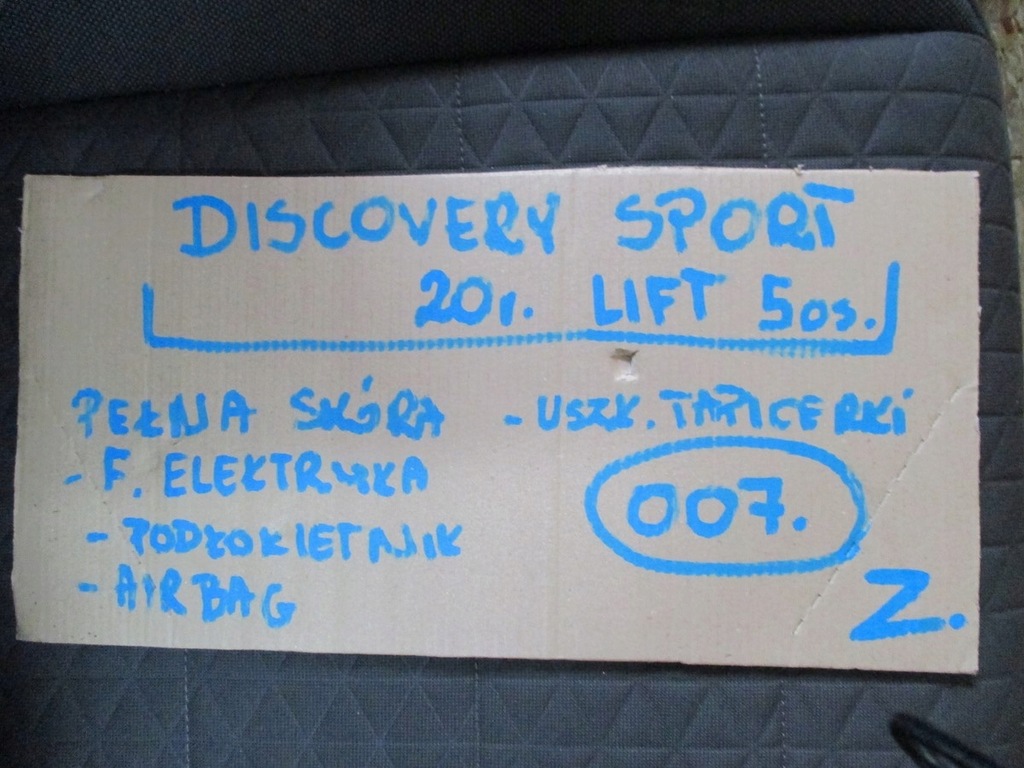 DISCOVERY SPORT
20r. LIFT 5os.
PEŁNA SKÓRA
- F. ELEKTRYKA
- PODŁOKIETNIK
- AIRBAG
- USZK. TAPICERKI
007.
Z.